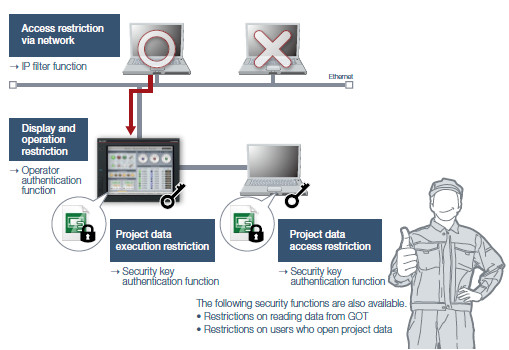 Access restriction
via network
→ IP filter function
Ethernet
Display and
operation
restriction
→ Operator
authentication
function
Project data
execution restriction
→ Security key
authentication function
Project data
access restriction
→ Security key
authentication function
The following security functions are also available.
• Restrictions on reading data from GOT
• Restrictions on users who open project data